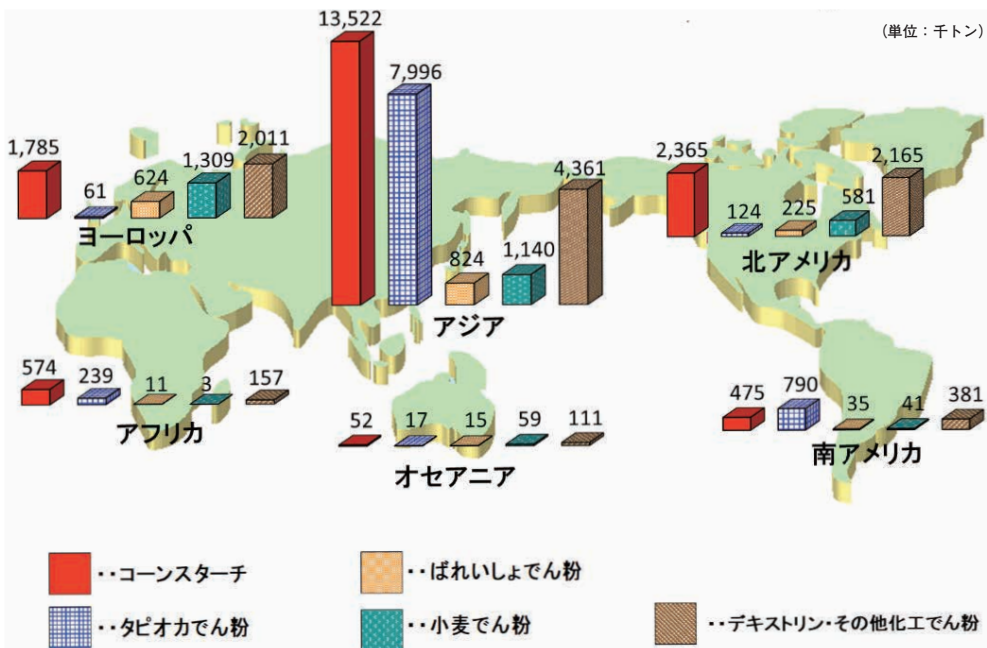 (単位：千トン)
13,522
7,996
824
1,140
4,361
アジア
1,785
61
624
1,309
2,011
ヨーロッパ
2,365
124
225
581
2,165
北アメリカ
574
239
11
3
157
アフリカ
52
17
15
59
111
オセアニア
475
790
35
41
381
南アメリカ
・・コーンスターチ
・・ばれいしょでん粉
・・タピオカでん粉
・・小麦でん粉
・・デキストリン・その他化工でん粉